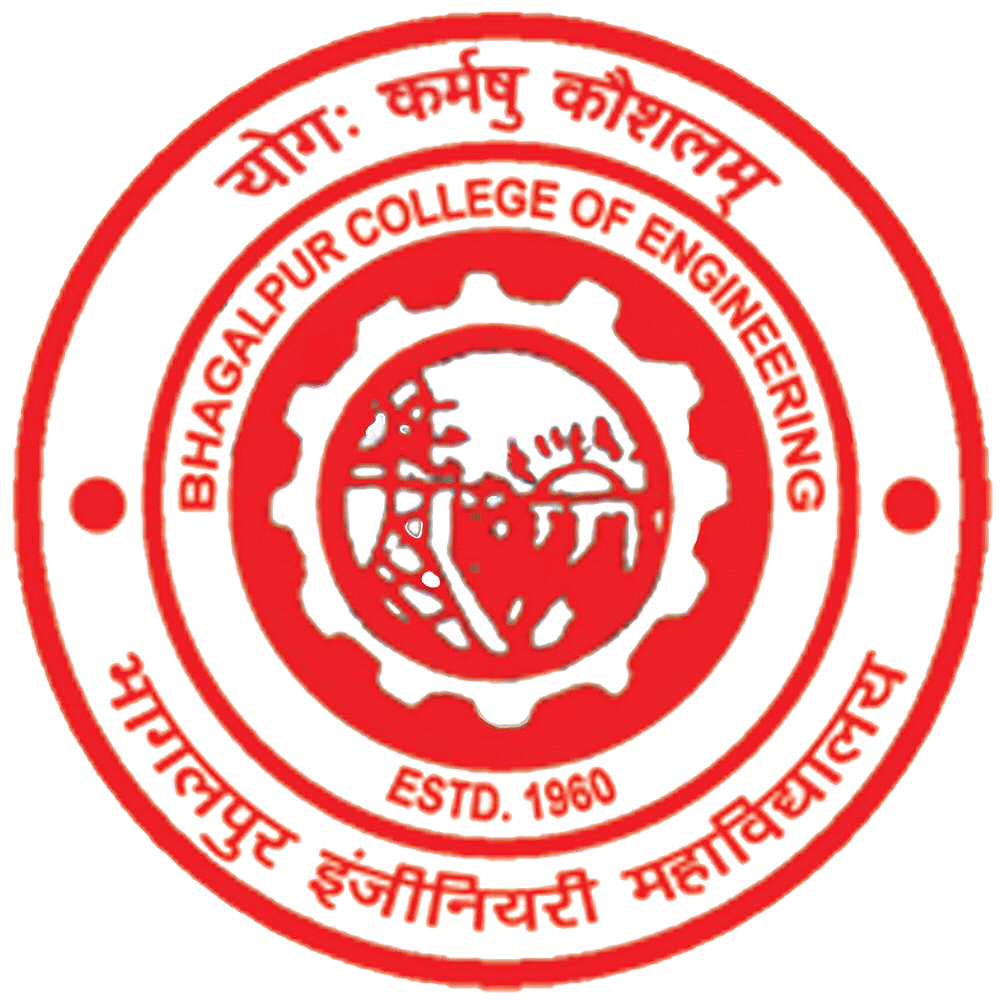 योगः कर्मषु कौशलम्
BHAGALPUR COLLEGE OF ENGINEERING
ESTD. 1960
भागलपुर इंजीनियरी महाविद्यालय